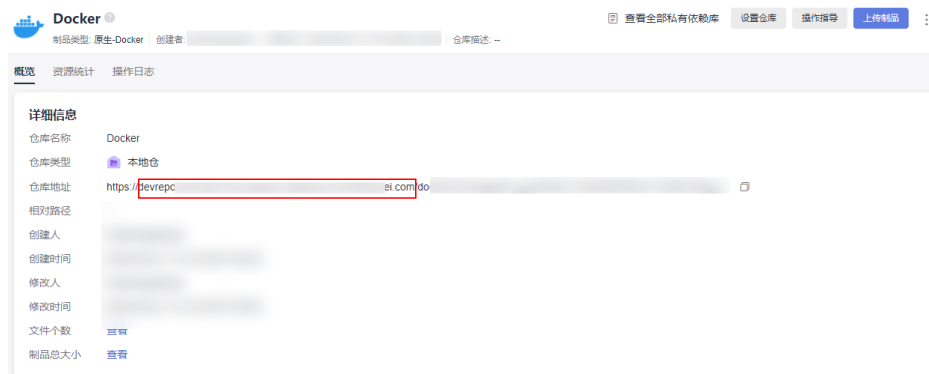 Docker
查看全部私有依赖库 设置仓库 操作指导 上传制品
制品类型: 原生-Docker 创建者: 仓库描述: --
概览 资源统计 操作日志
详细信息
仓库名称 Docker
仓库类型 本地仓
仓库地址 https://devrepc ei.com/do
相对路径
创建人
创建时间
修改人
修改时间
文件个数 查看
制品总大小 查看